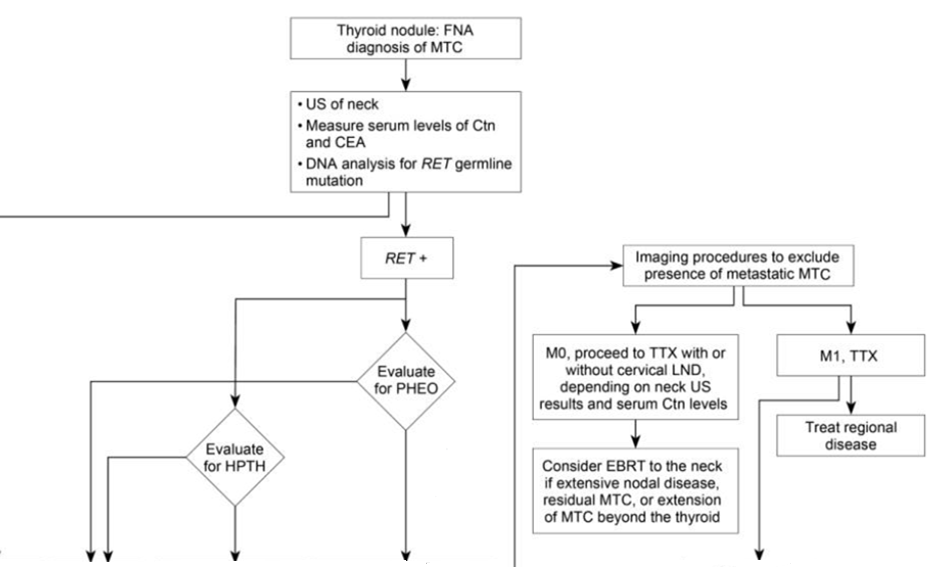 Thyroid nodule: FNA
diagnosis of MTC
• US of neck
• Measure serum levels of Ctn
and CEA
• DNA analysis for RET germline
mutation
RET +
Evaluate
for PHEO
Evaluate
for HPTH
Imaging procedures to exclude
presence of metastatic MTC
M0, proceed to TTX with or
without cervical LND,
depending on neck US
results and serum Ctn levels
M1, TTX
Treat regional
disease
Consider EBRT to the neck
if extensive nodal disease,
residual MTC, or extension
of MTC beyond the thyroid